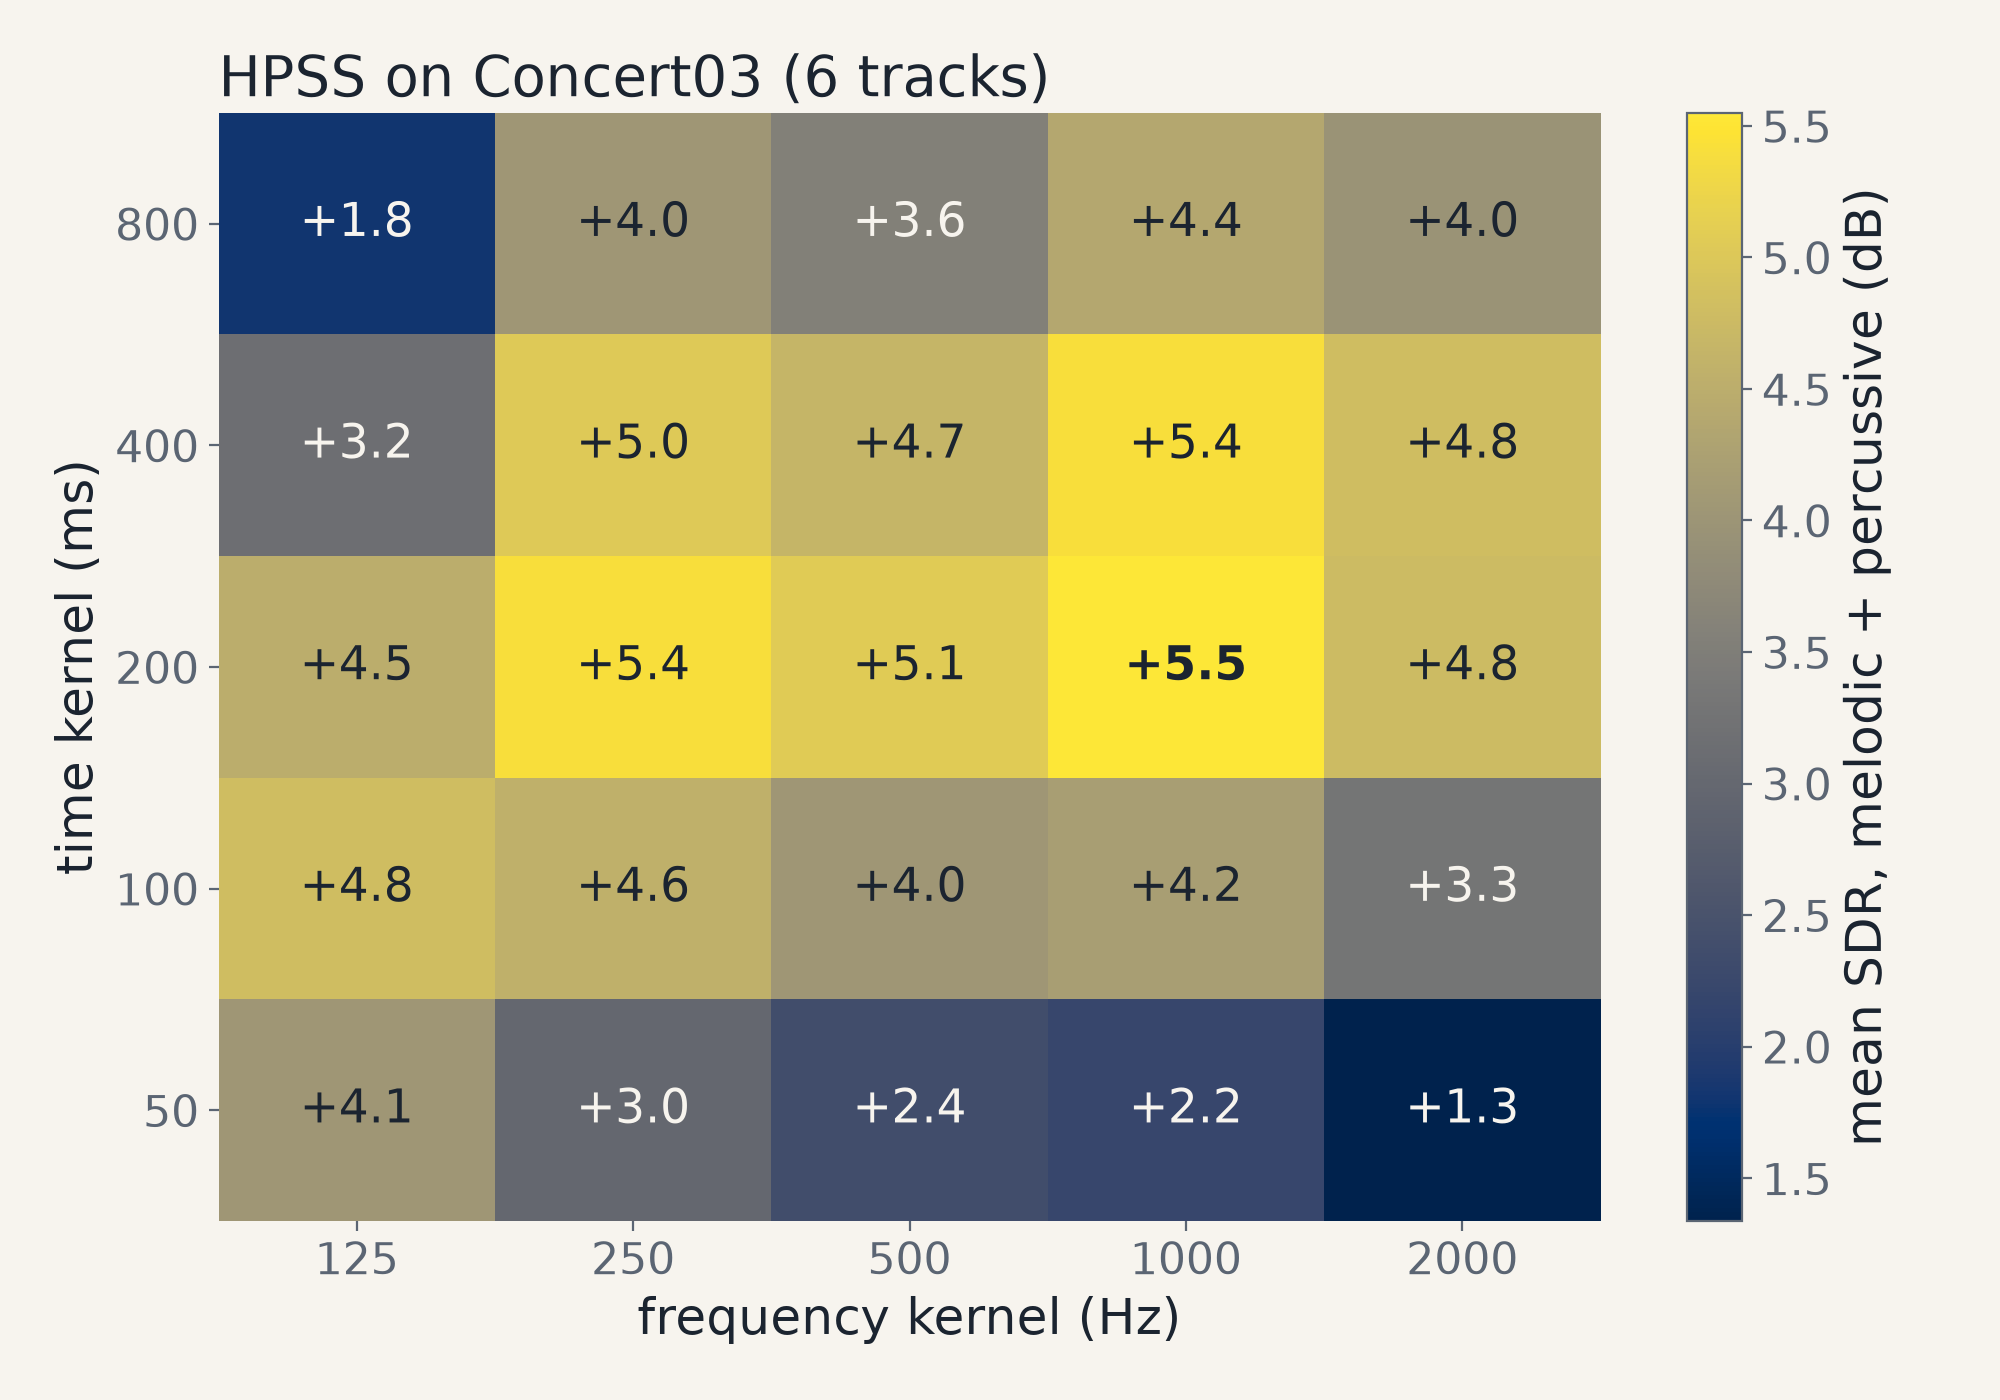 HPSS on Concert03 (6 tracks)
time kernel (ms)
800
+1.8 +4.0 +3.6 +4.4 +4.0
400
+3.2 +5.0 +4.7 +5.4 +4.8
200
+4.5 +5.4 +5.1 +5.5 +4.8
100
+4.8 +4.6 +4.0 +4.2 +3.3
50
+4.1 +3.0 +2.4 +2.2 +1.3
125 250 500 1000 2000
frequency kernel (Hz)
5.5
5.0
4.5
4.0
3.5
3.0
2.5
2.0
1.5
mean SDR, melodic + percussive (dB)